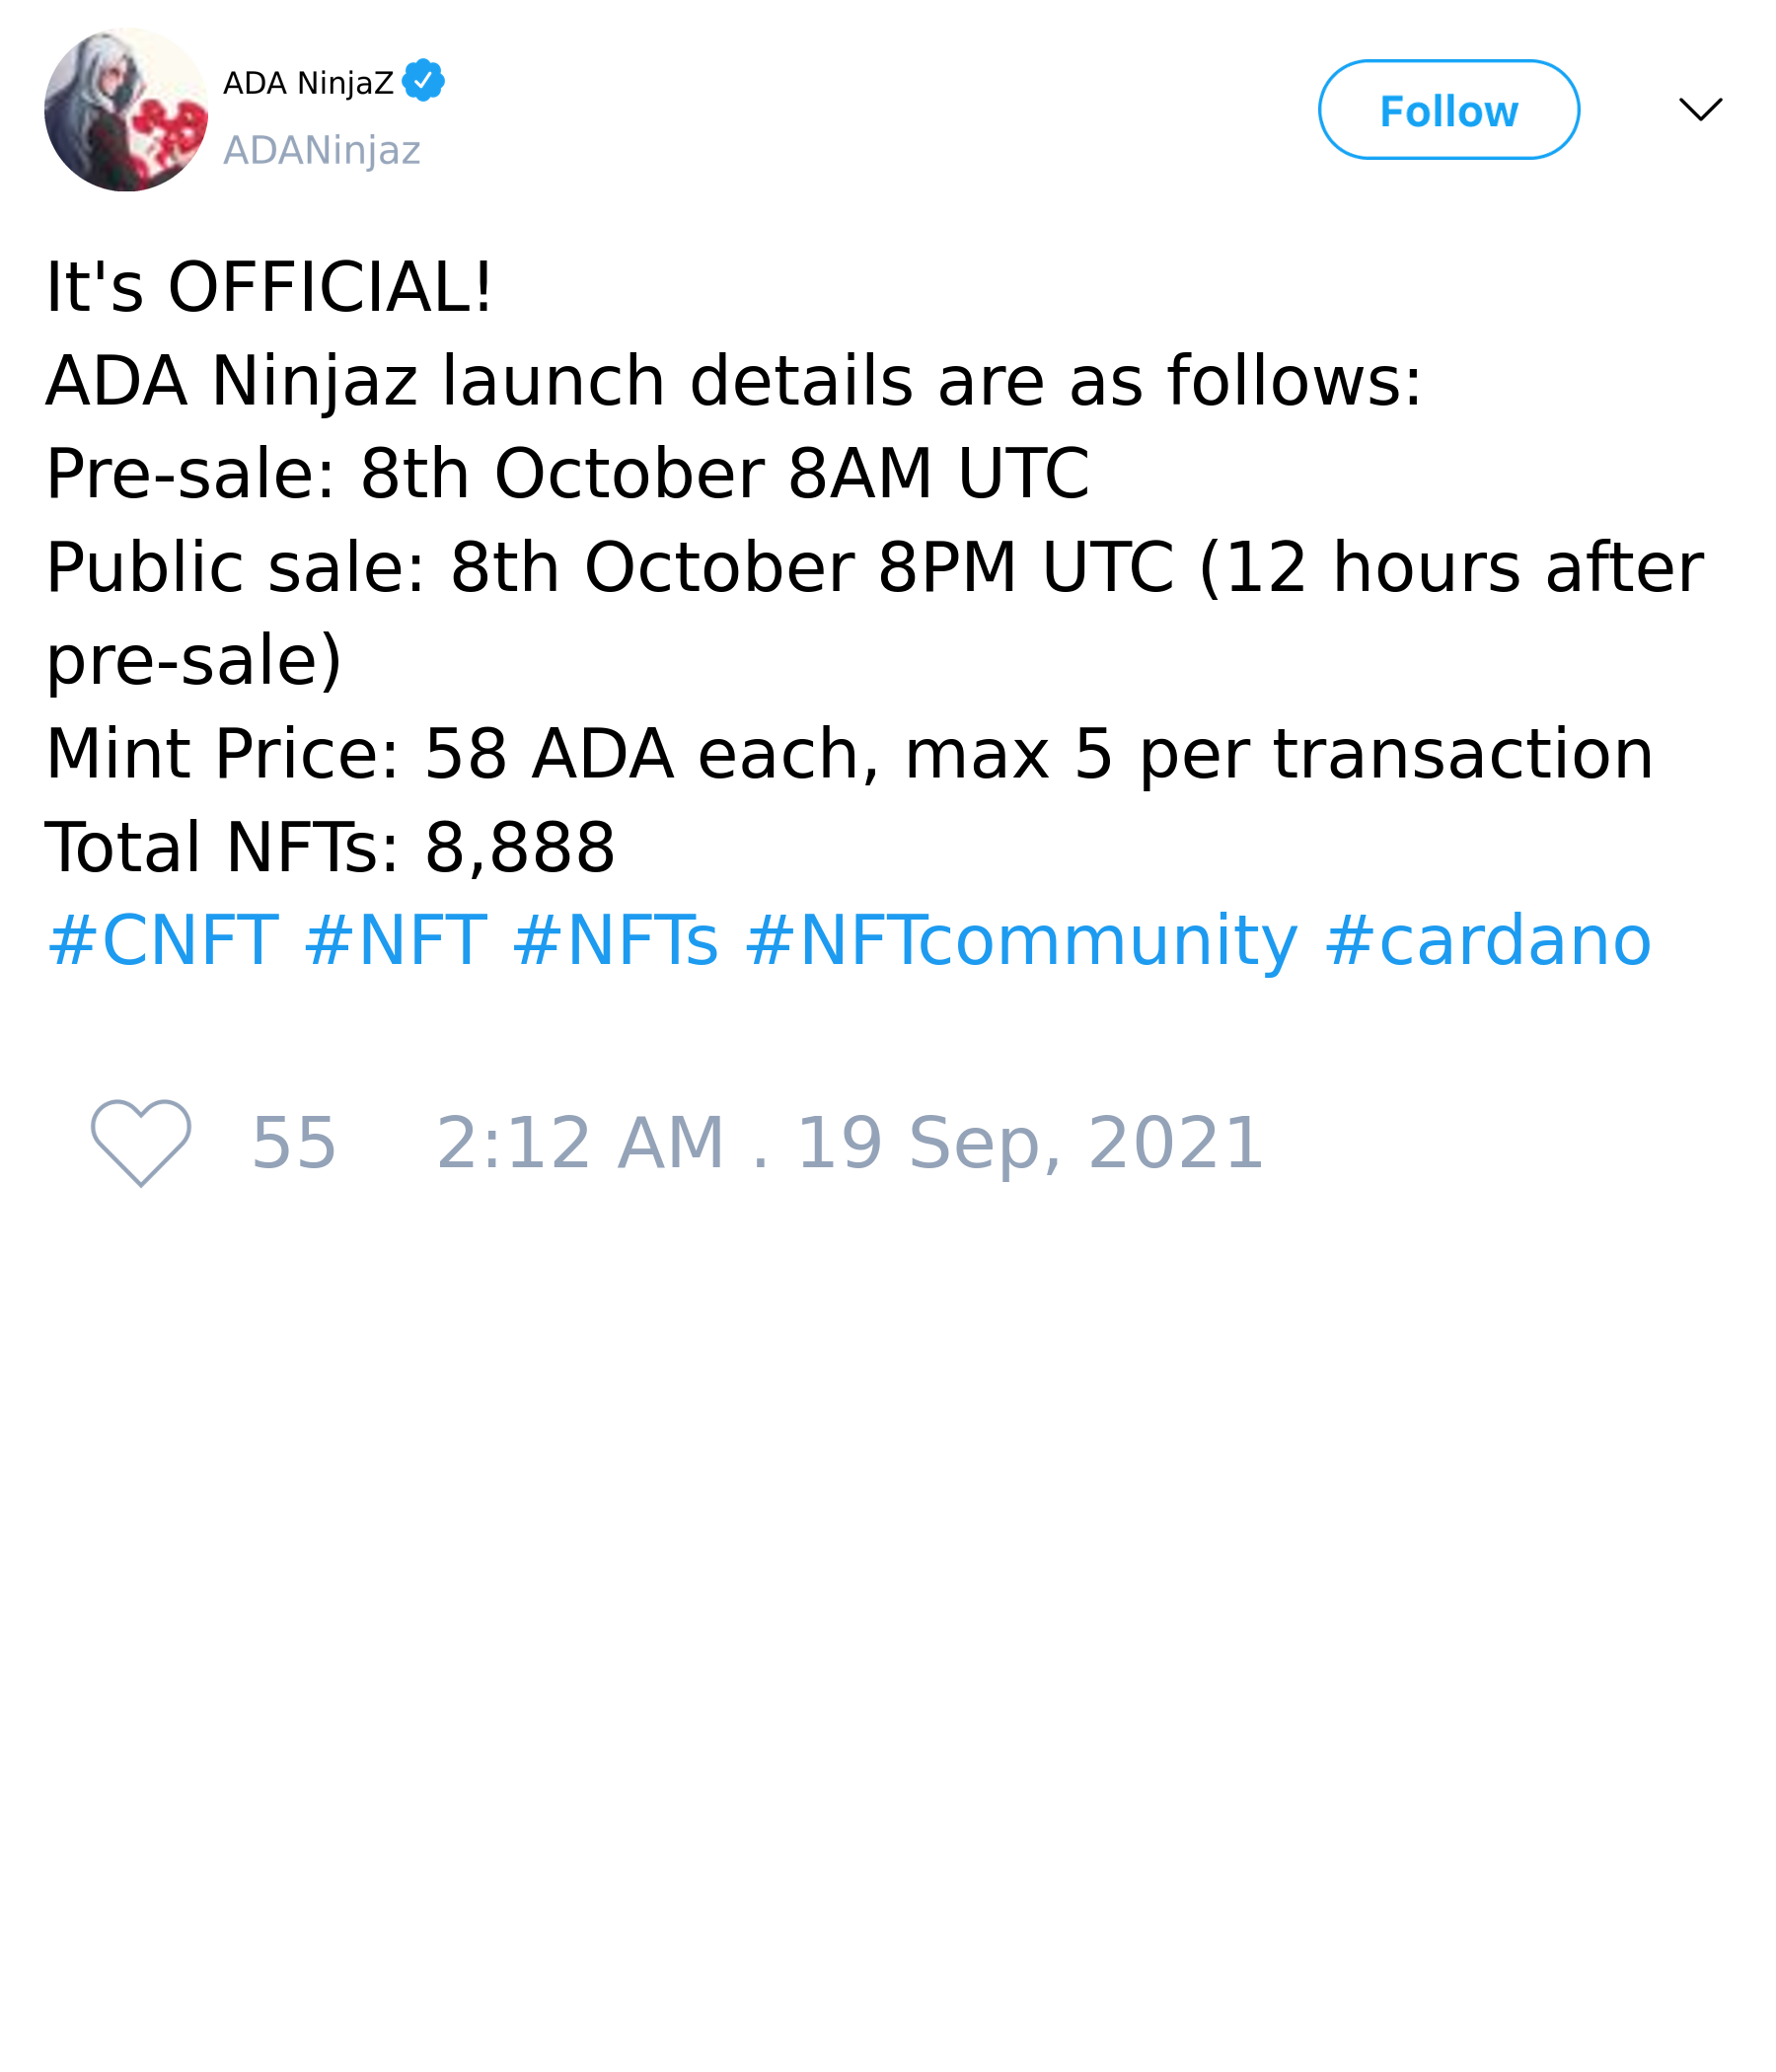 ADA NinjaZ
ADANinjaz
Follow
It's OFFICIAL!
ADA Ninjaz launch details are as follows:
Pre-sale: 8th October 8AM UTC
Public sale: 8th October 8PM UTC (12 hours after
pre-sale)
Mint Price: 58 ADA each, max 5 per transaction
Total NFTs: 8,888
#CNFT #NFT #NFTs #NFTcommunity #cardano
55 2:12 AM . 19 Sep, 2021